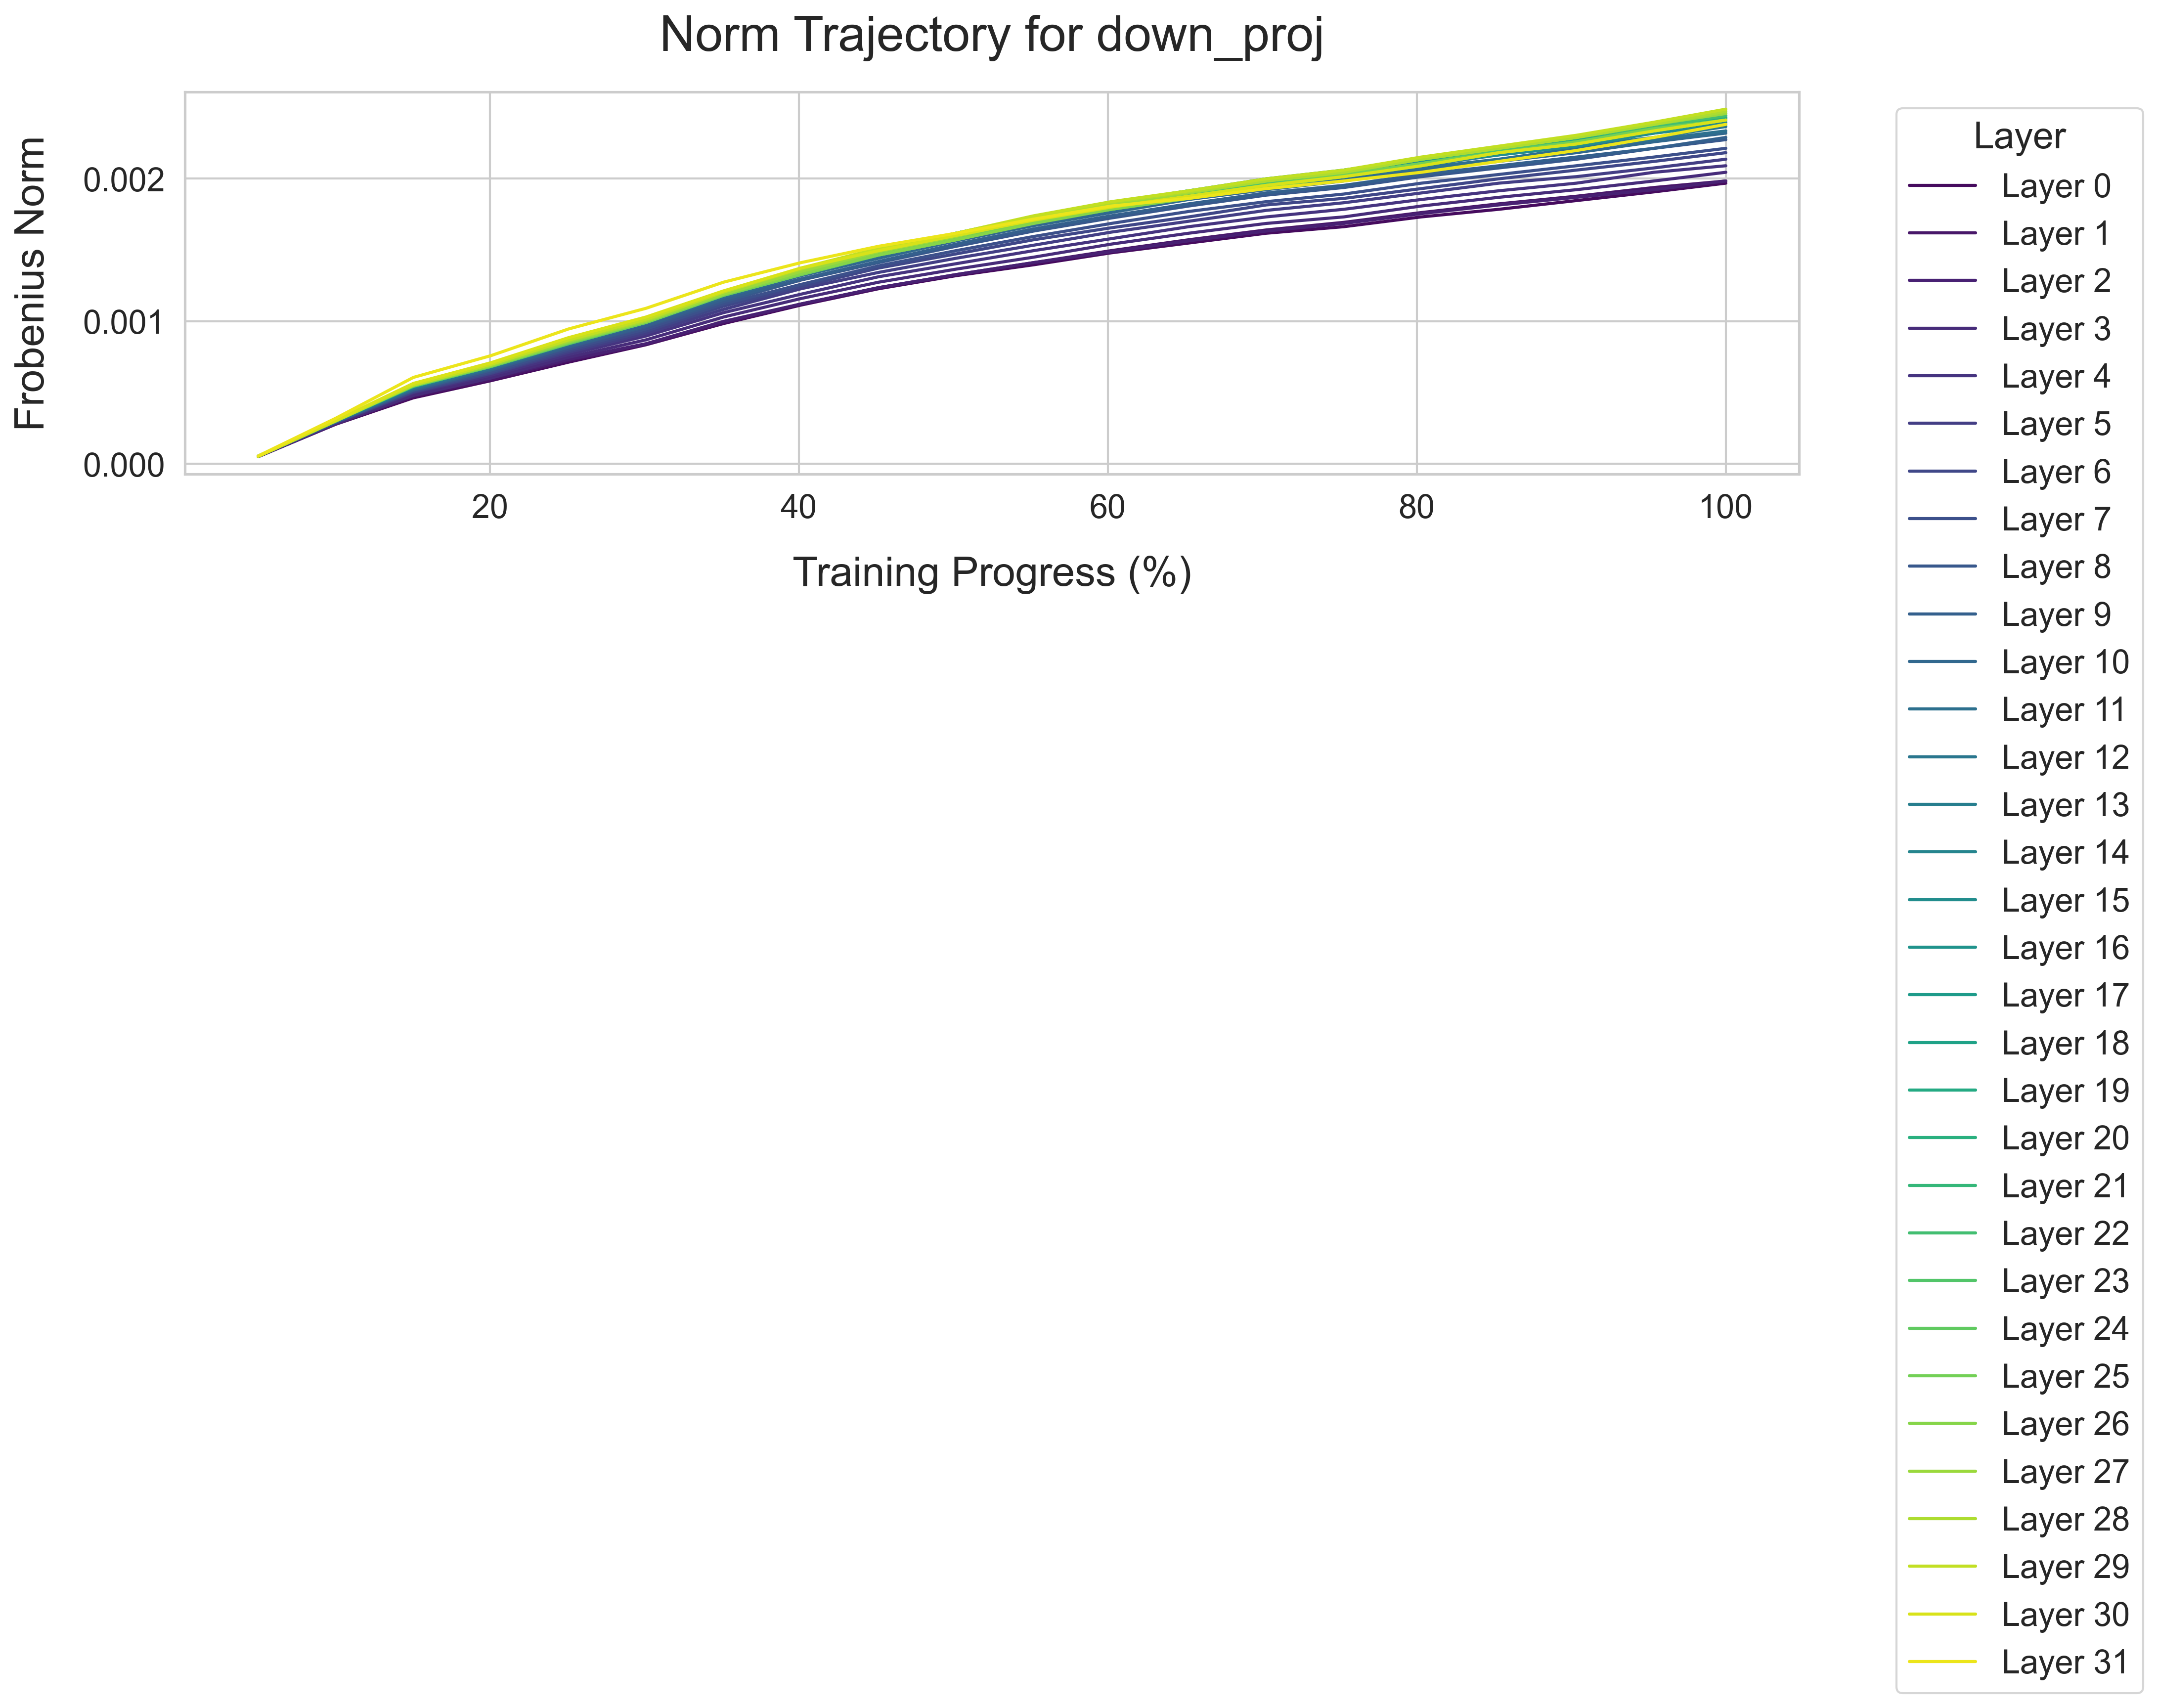 Norm Trajectory for down_proj
Frobenius Norm
0.002
0.001
0.000
20
40
60
80
100
Training Progress (%)
Layer
Layer 0
Layer 1
Layer 2
Layer 3
Layer 4
Layer 5
Layer 6
Layer 7
Layer 8
Layer 9
Layer 10
Layer 11
Layer 12
Layer 13
Layer 14
Layer 15
Layer 16
Layer 17
Layer 18
Layer 19
Layer 20
Layer 21
Layer 22
Layer 23
Layer 24
Layer 25
Layer 26
Layer 27
Layer 28
Layer 29
Layer 30
Layer 31